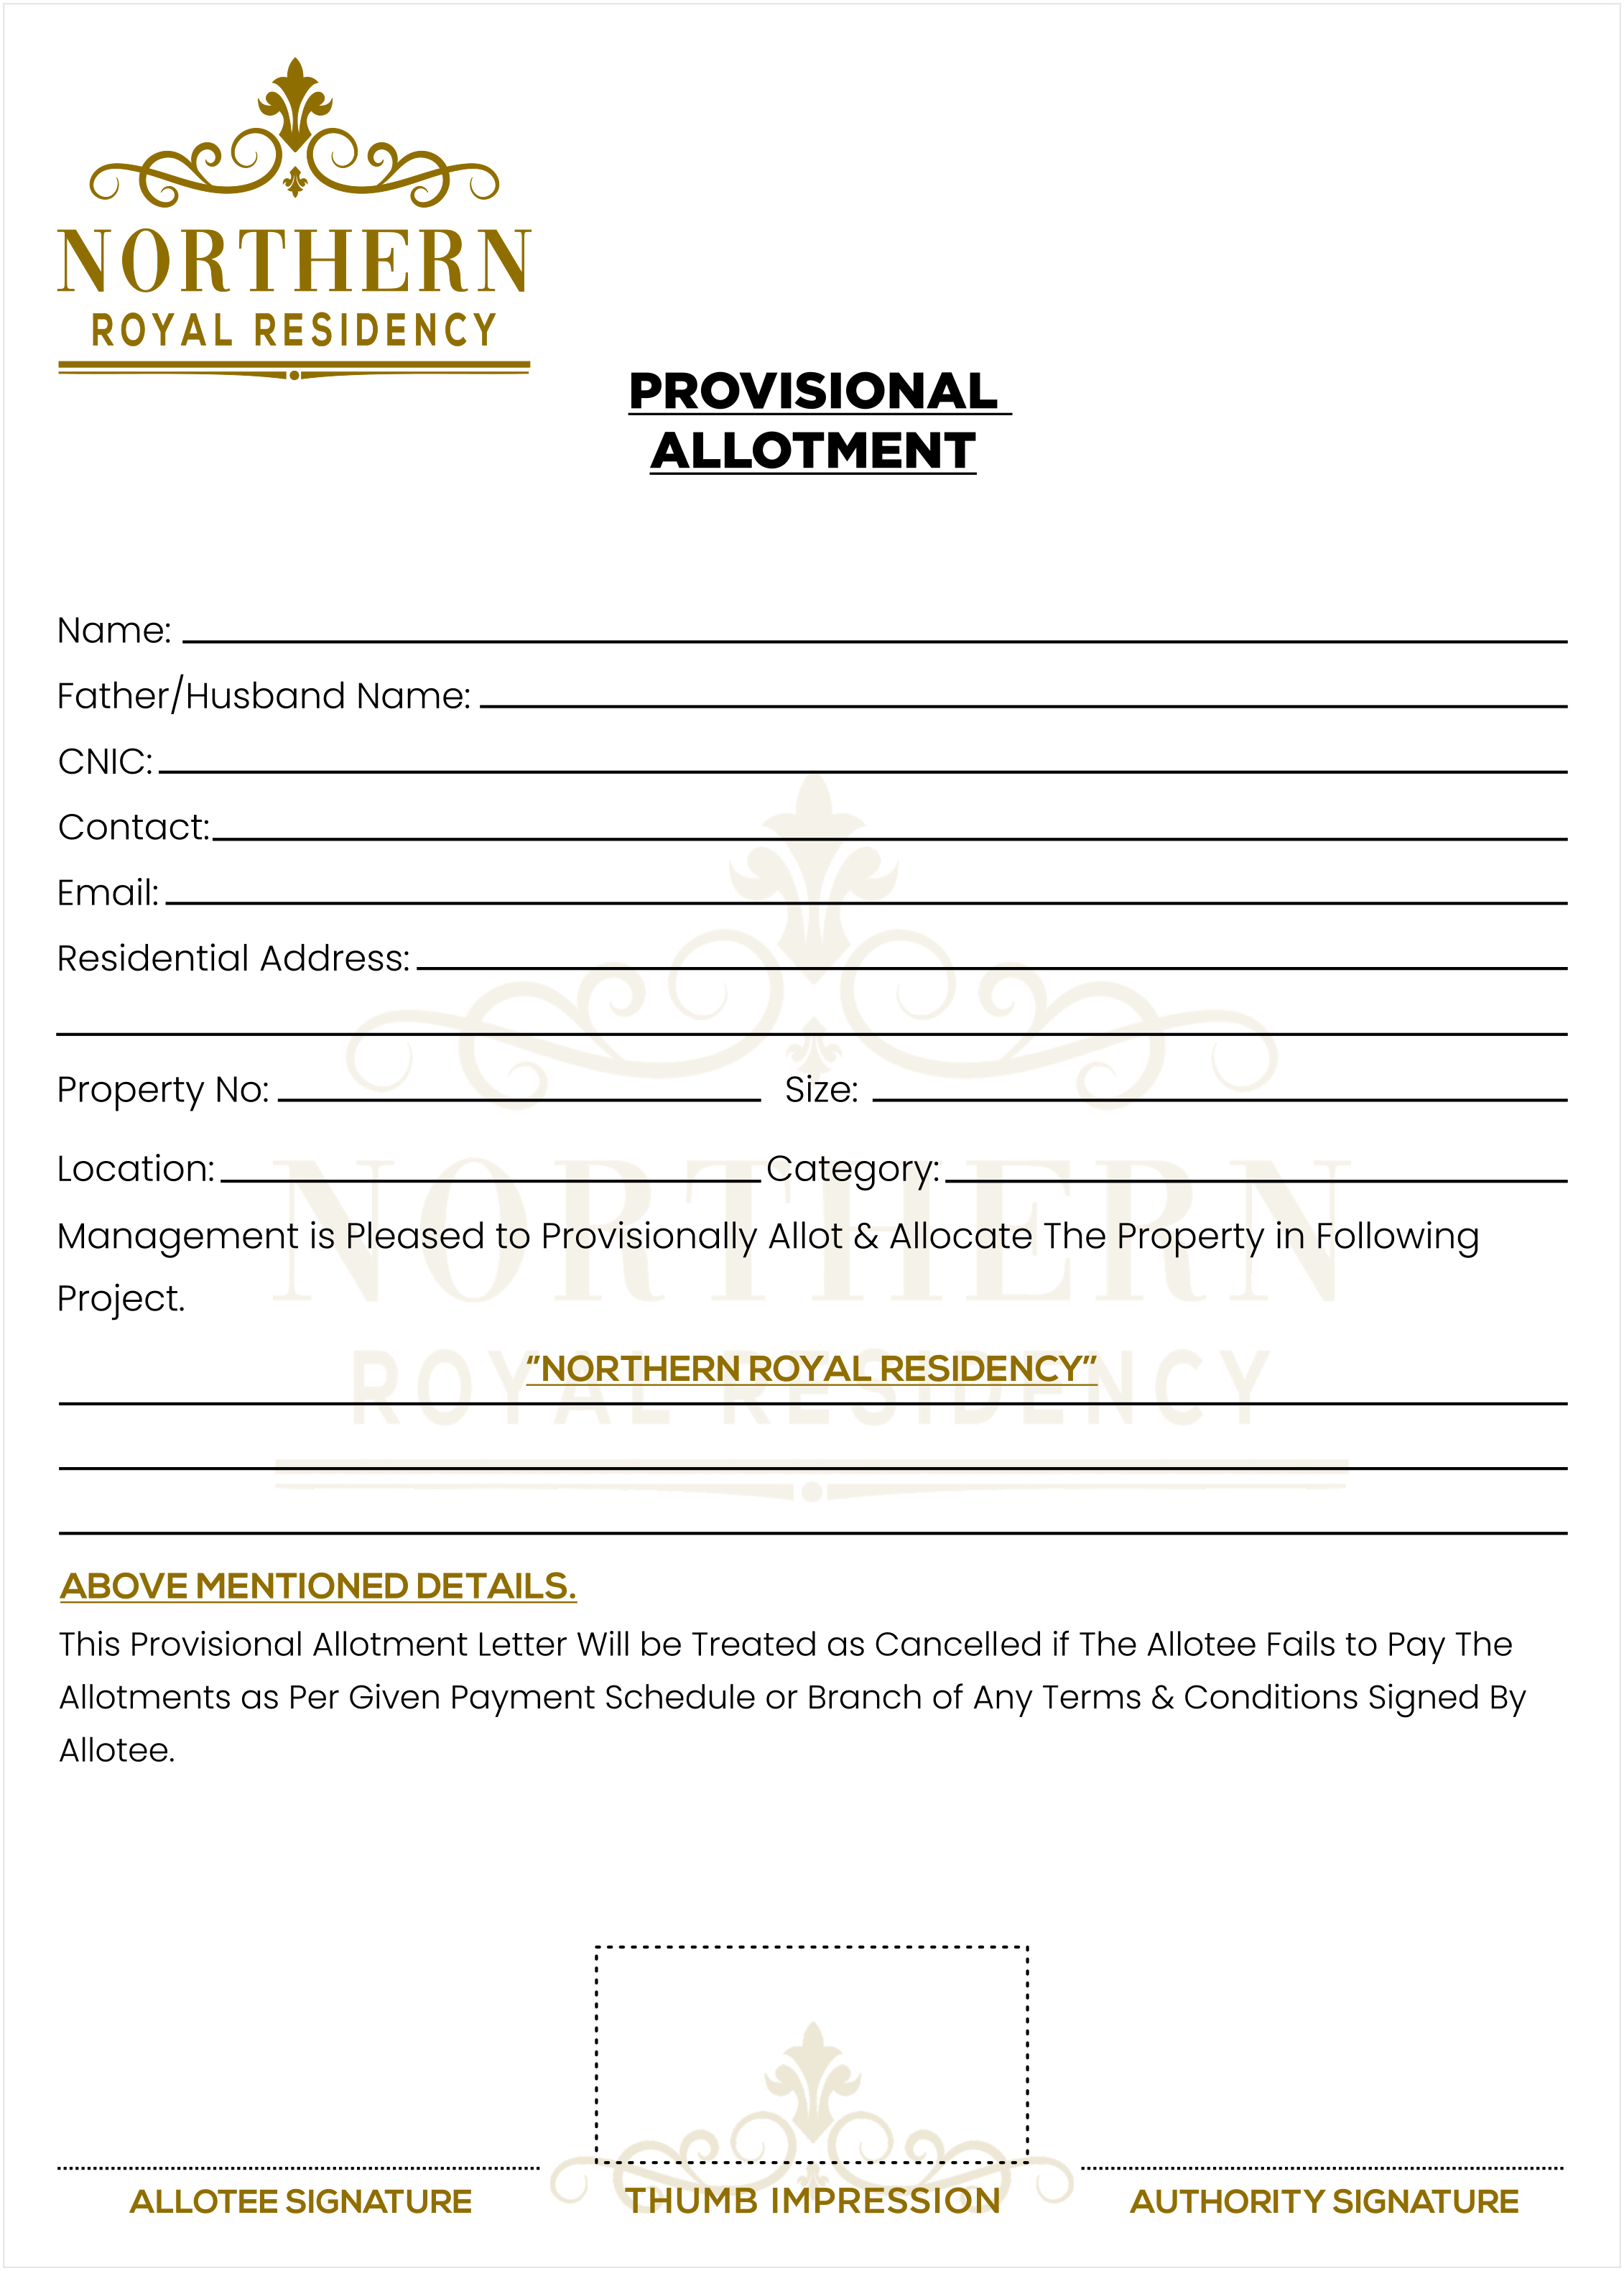 NORTHERN
ROYAL RESIDENCY
PROVISIONAL
ALLOTMENT
Name:
Father/Husband Name:
CNIC:
Contact:
Email:
Residential Address:
Property No: Size:
Location: Category:
Management is Pleased to Provisionally Allot & Allocate The Property in Following
Project.
NORTHERN
ROYAL RESIDENCY
"NORTHERN ROYAL RESIDENCY"
ABOVE MENTIONED DETAILS.
This Provisional Allotment Letter Will be Treated as Cancelled if The Allotee Fails to Pay The
Allotments as Per Given Payment Schedule or Branch of Any Terms & Conditions Signed By
Allotee.
ALLOTEE SIGNATURE THUMB IMPRESSION AUTHORITY SIGNATURE